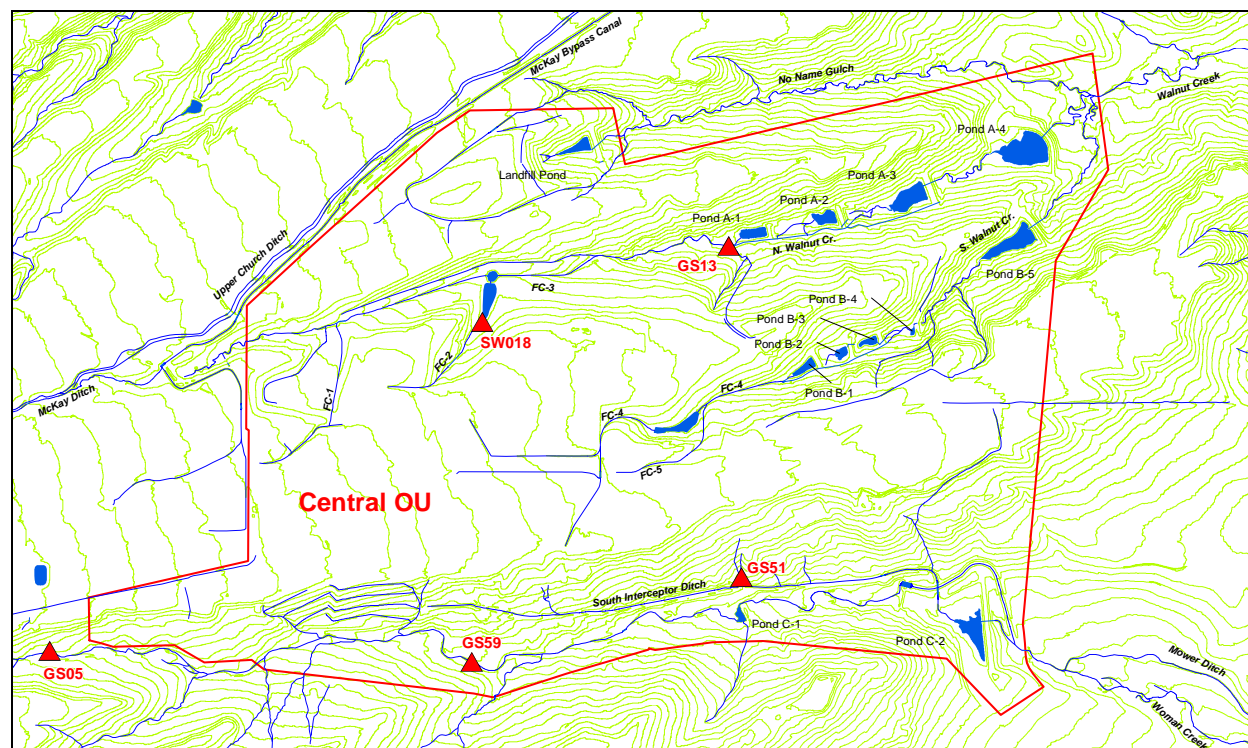 McKay Bypass Canal
No Name Gulch
Walnut Creek
Pond A-4
Landfill Pond
Pond A-3
Pond A-2
Pond A-1
S. Walnut Cr.
N. Walnut Cr.
Upper Church Ditch
GS13
Pond B-5
FC-3
Pond B-4
Pond B-3
SW018
Pond B-2
FC-2
FC-1
FC-4
Pond B-1
McKay Ditch
FC-4
FC-5
Central OU
GS51
South Interceptor Ditch
Pond C-1
Pond C-2
GS59
GS05
Mower Ditch
Woman Creek